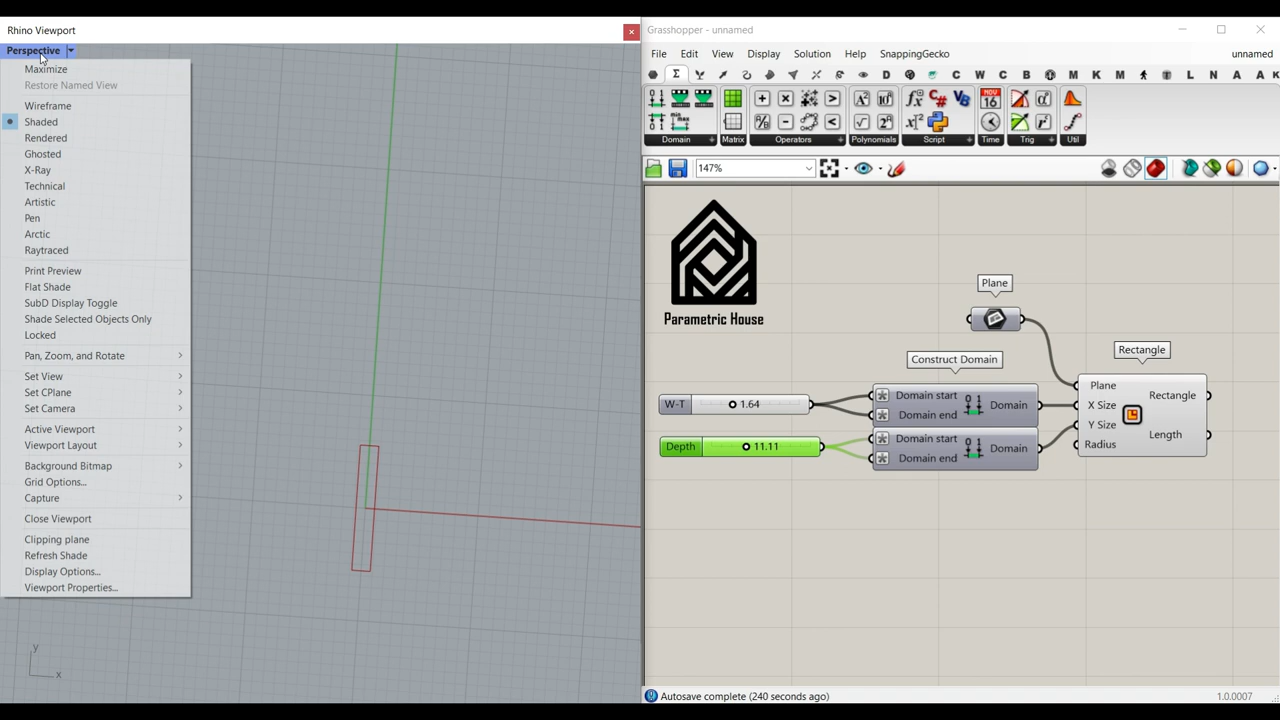 Rhino Viewport
Perspective
Maximize
Restore Named View
Wireframe
Shaded
Rendered
Ghosted
X-Ray
Technical
Artistic
Pen
Arctic
Raytraced
Print Preview
Flat Shade
SubD Display Toggle
Shade Selected Objects Only
Locked
Pan, Zoom, and Rotate
Set View
Set CPlane
Set Camera
Active Viewport
Viewport Layout
Background Bitmap
Grid Options...
Capture
Close Viewport
Clipping plane
Refresh Shade
Display Options...
Viewport Properties...
y
x
Grasshopper - unnamed
File Edit View Display Solution Help SnappingGecko unnamed
Domain Matrix Operators Polynomials Script Time Trig Util
147%
Parametric House
Plane
Construct Domain
Rectangle
W-T 1.64
Depth 11.11
Domain start
Domain end
Domain
Domain start
Domain end
Domain
Plane
X Size
Y Size
Radius
Rectangle
Length
Autosave complete (240 seconds ago)
1.0.0007